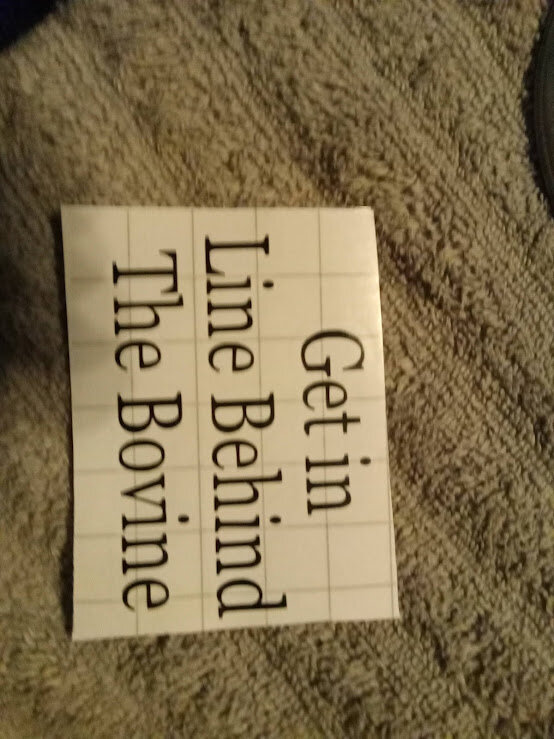 Get in
Line Behind
The Bovine